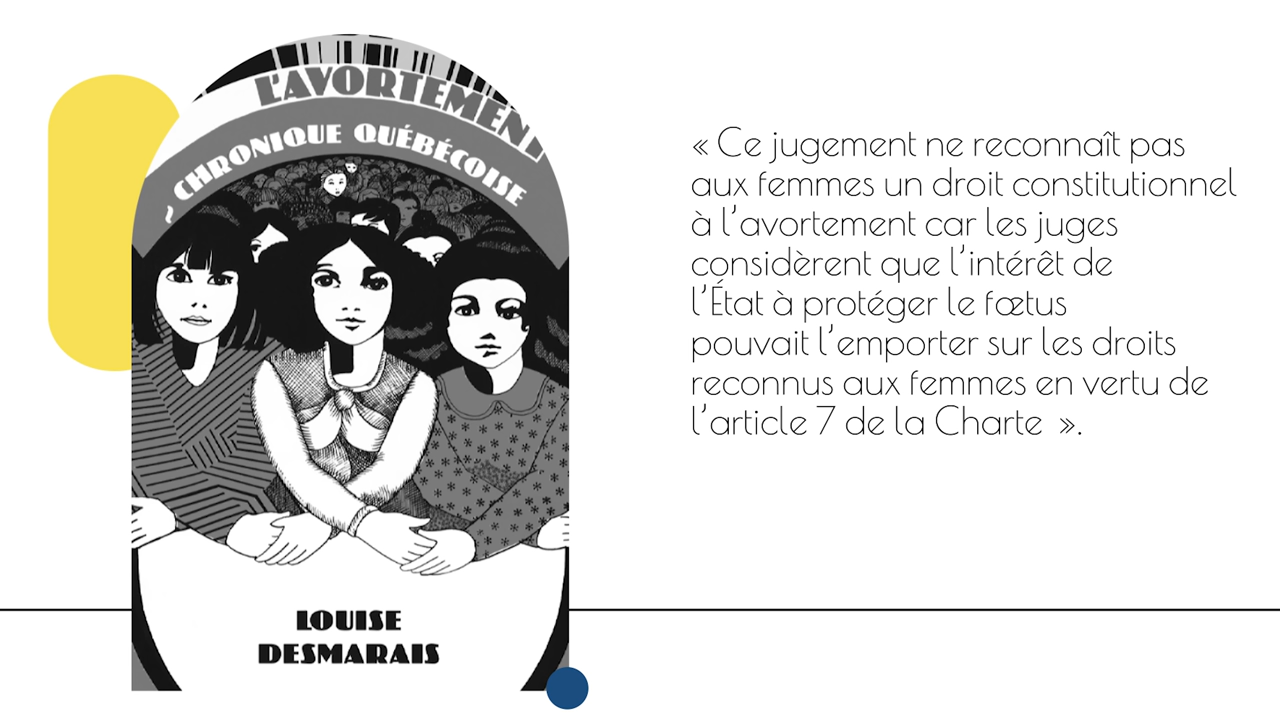 L'AVORTEMENT
~ CHRONIQUE QUÉBÉCOISE
LOUISE
DESMARAIS
« Ce jugement ne reconnaît pas
aux femmes un droit constitutionnel
à l'avortement car les juges
considèrent que l'intérêt de
l'État à protéger le fœtus
pouvait l'emporter sur les droits
reconnus aux femmes en vertu de
l'article 7 de la Charte ».